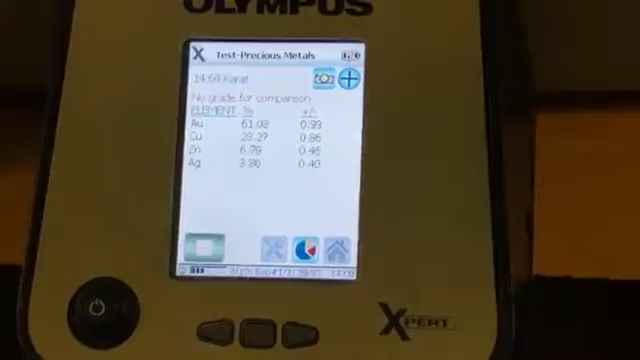 OLYMPUS
X Test-Precious Metals
14.64 Karat
No grade for comparison
ELEMENT % +/-
Au 61.08 0.99
Cu 28.27 0.86
Zn 6.79 0.46
Ag 3.86 0.40
XPERT